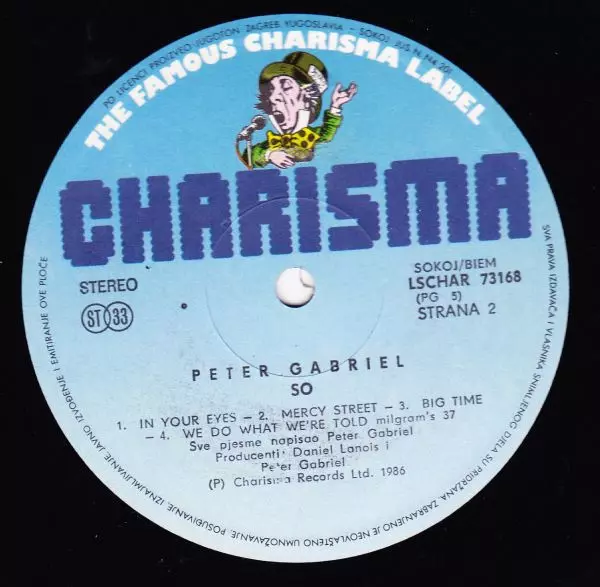 PO LICENCI PROIZVEO JUGOTON ZAGREB YUGOSLAVIA - SOKOJ JUS N. N4. 201
THE FAMOUS CHARISMA LABEL
CHARISMA
STEREO
SOKOJ/BIEM
LSCHAR 73168
(PG 5)
STRANA 2
ST 33
PETER GABRIEL
SO
1. IN YOUR EYES - 2. MERCY STREET - 3. BIG TIME
- 4. WE DO WHAT WE'RE TOLD milgram's 37
Sve pjesme napisao Peter Gabriel
Producenti: Daniel Lanois i
Peter Gabriel
(P) Charisma Records Ltd. 1986
SVA PRAVA IZDAVAČA I VLASNIKA SNIMLJENOG DJELA SU PRIDRŽANA. ZABRANJENO JE NEOVLAŠTENO UMNOŽAVANJE, POSUĐIVANJE, IZNAJMLJIVANJE, JAVNO IZVOĐENJE I EMITIRANJE OVE PLOČE